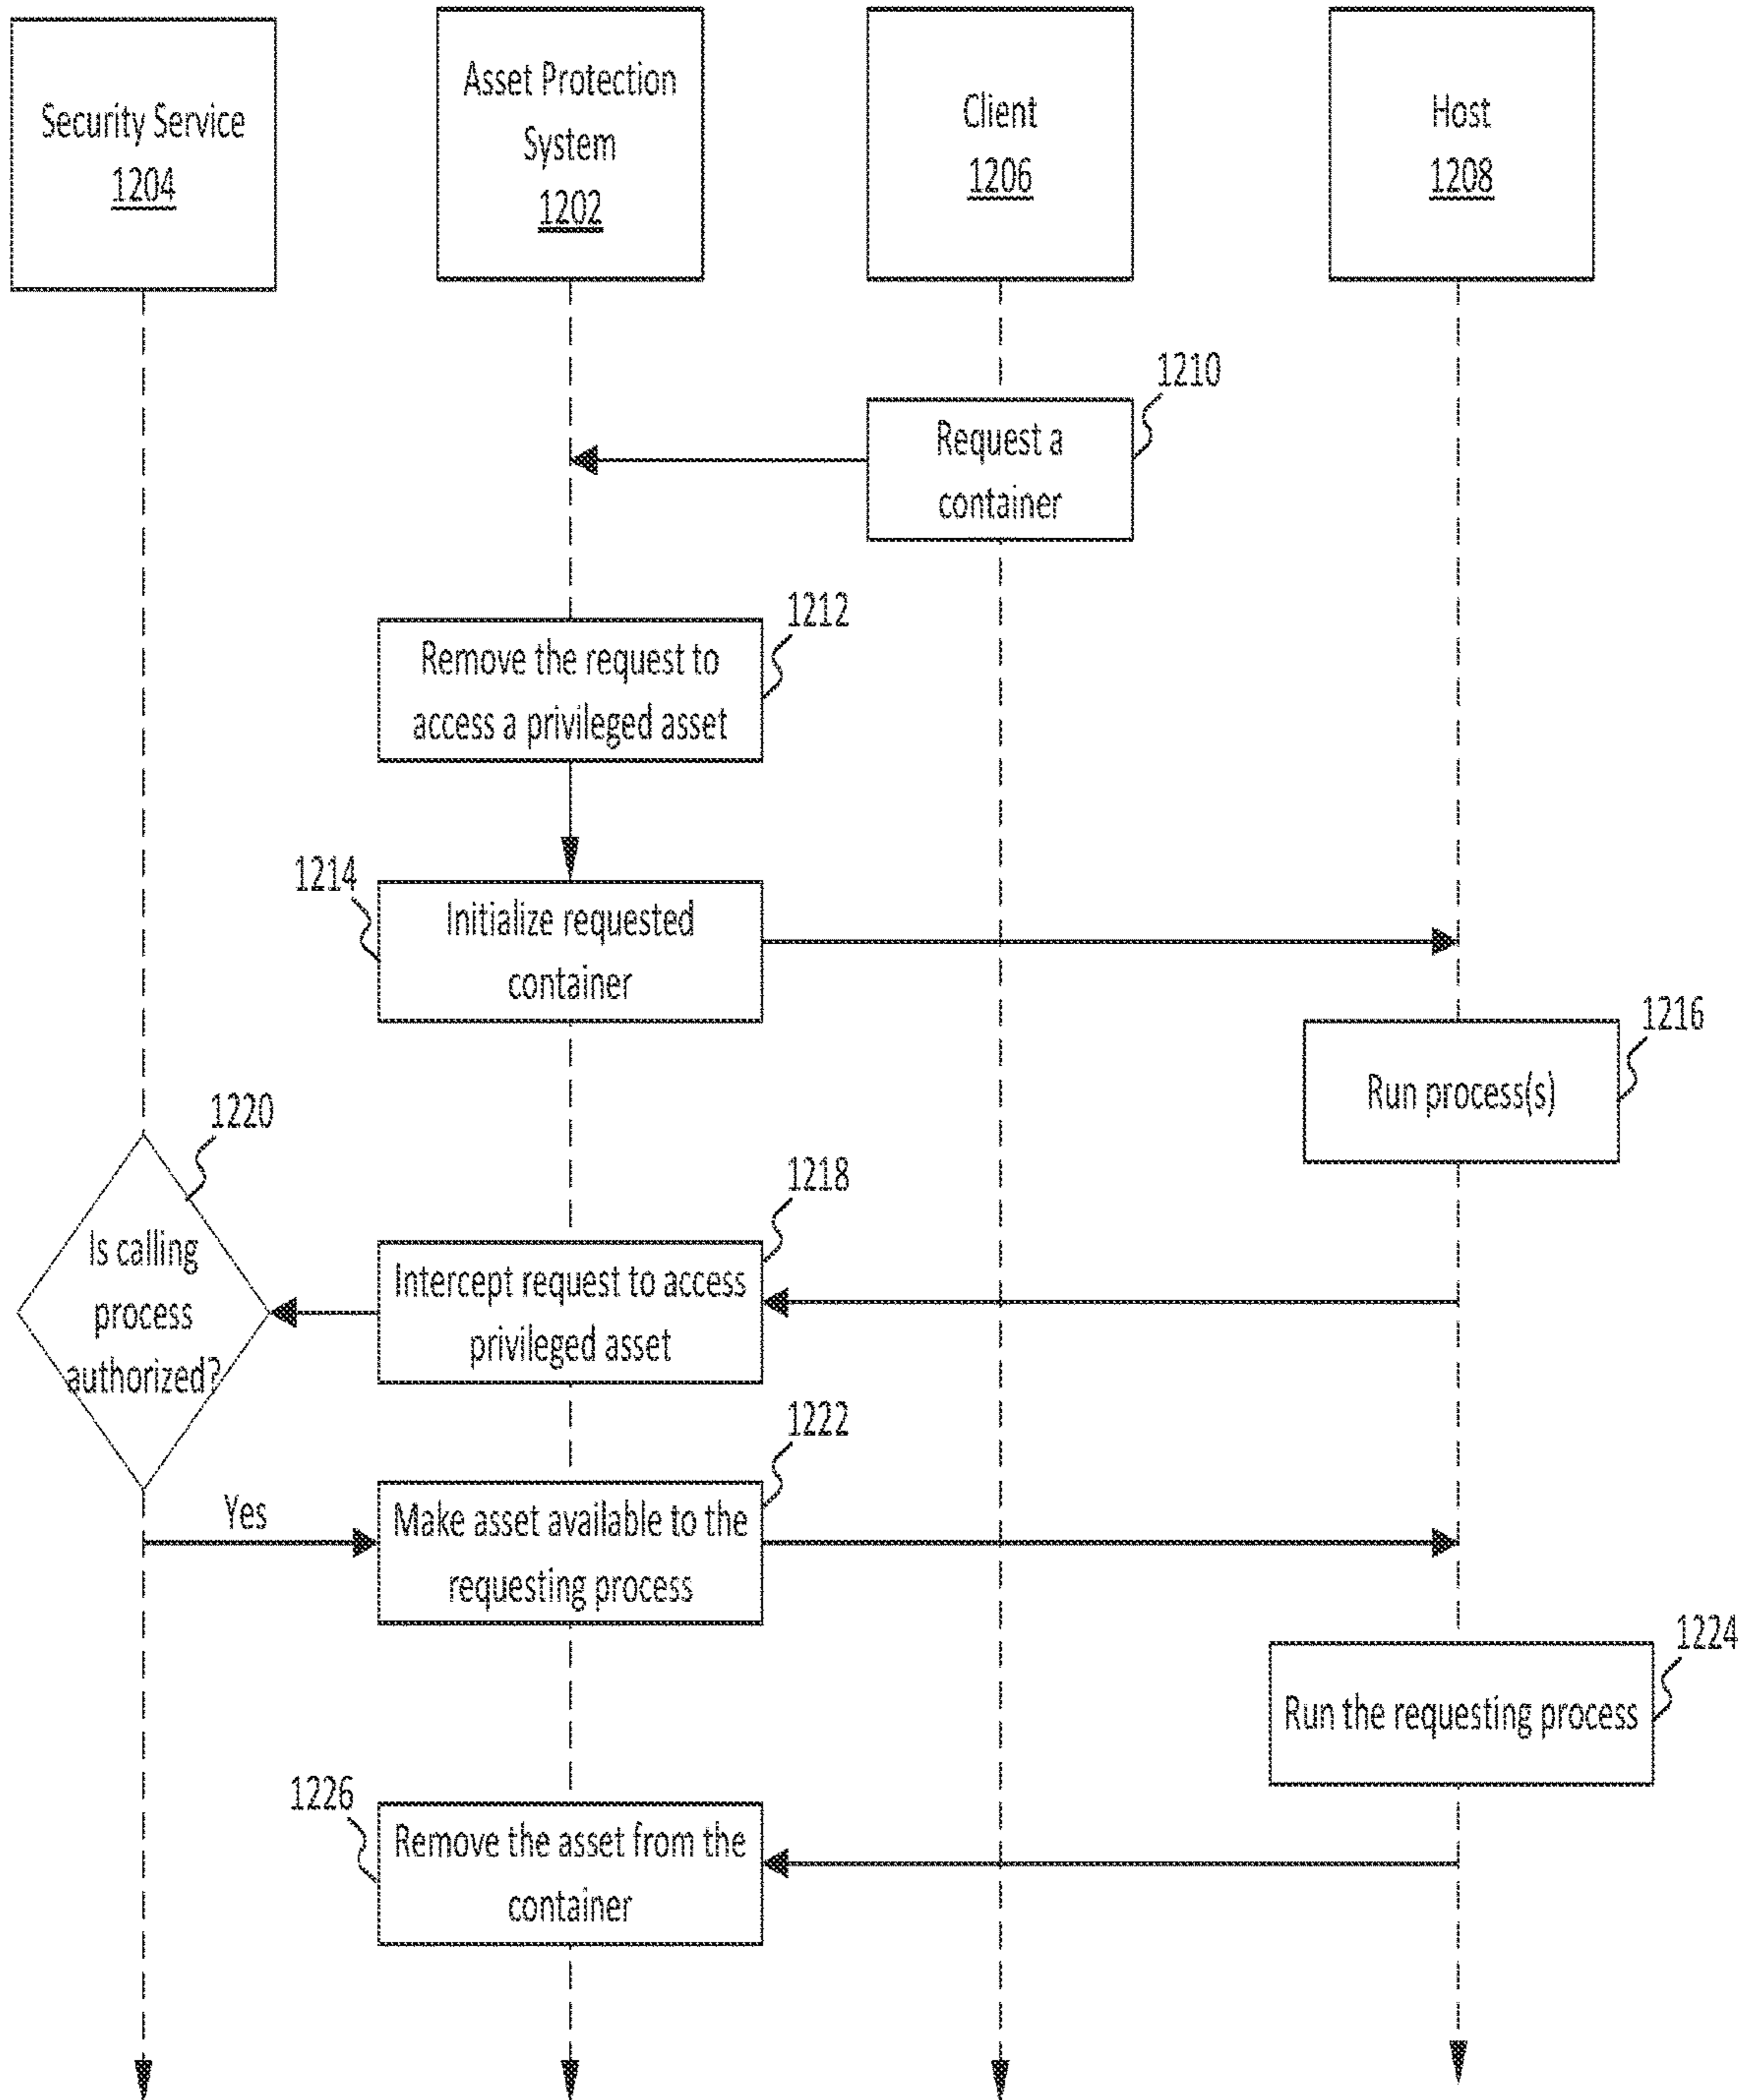 Security Service
1204
Asset Protection
System
1202
Client
1206
Host
1208
1210
Request a
container
1212
Remove the request to
access a privileged asset
1214
Initialize requested
container
1216
Run process(s)
1220
Is calling
process
authorized?
1218
Intercept request to access
privileged asset
1222
Yes
Make asset available to the
requesting process
1224
Run the requesting process
1226
Remove the asset from the
container